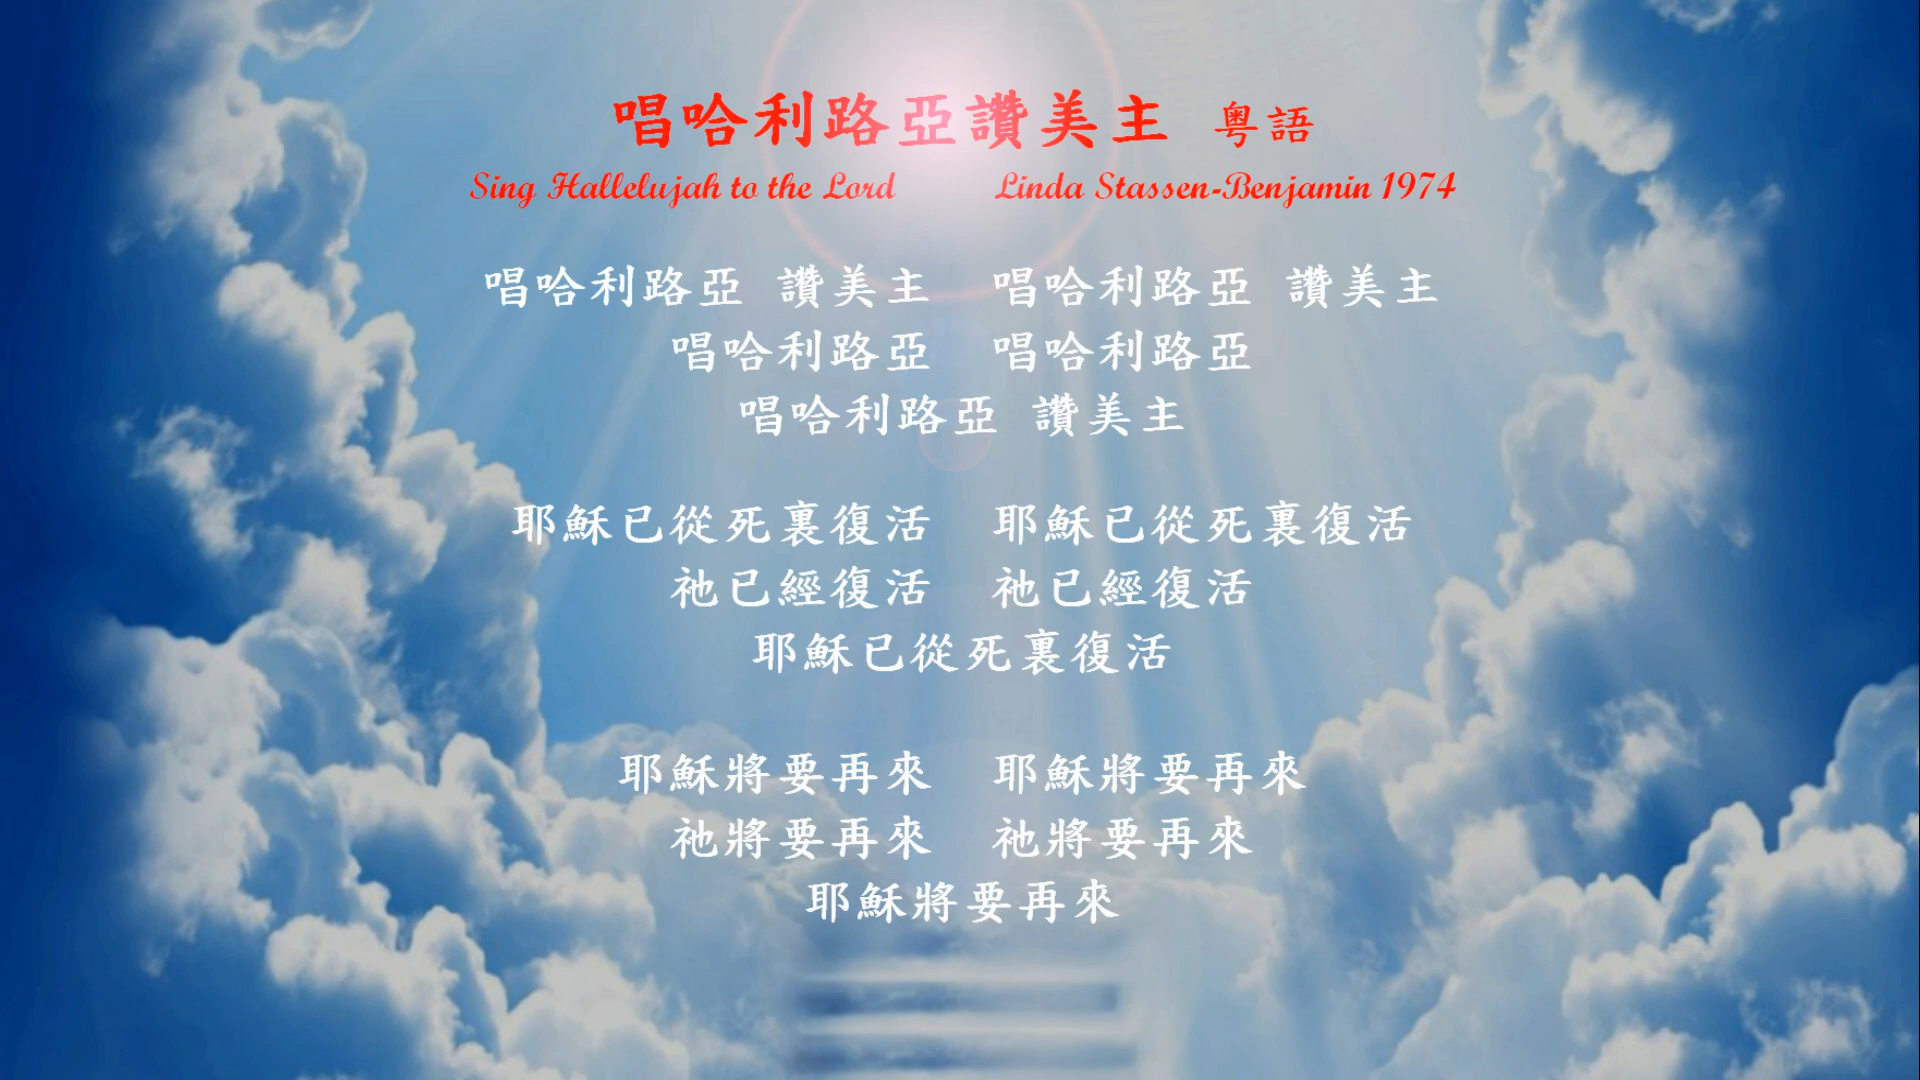 唱哈利路亞讚美主 粵語
Sing Hallelujah to the Lord Linda Stassen-Benjamin 1974
唱哈利路亞 讚美主 唱哈利路亞 讚美主
唱哈利路亞 唱哈利路亞
唱哈利路亞 讚美主
耶穌已從死裏復活 耶穌已從死裏復活
祂已經復活 祂已經復活
耶穌已從死裏復活
耶穌將要再來 耶穌將要再來
祂將要再來 祂將要再來
耶穌將要再來